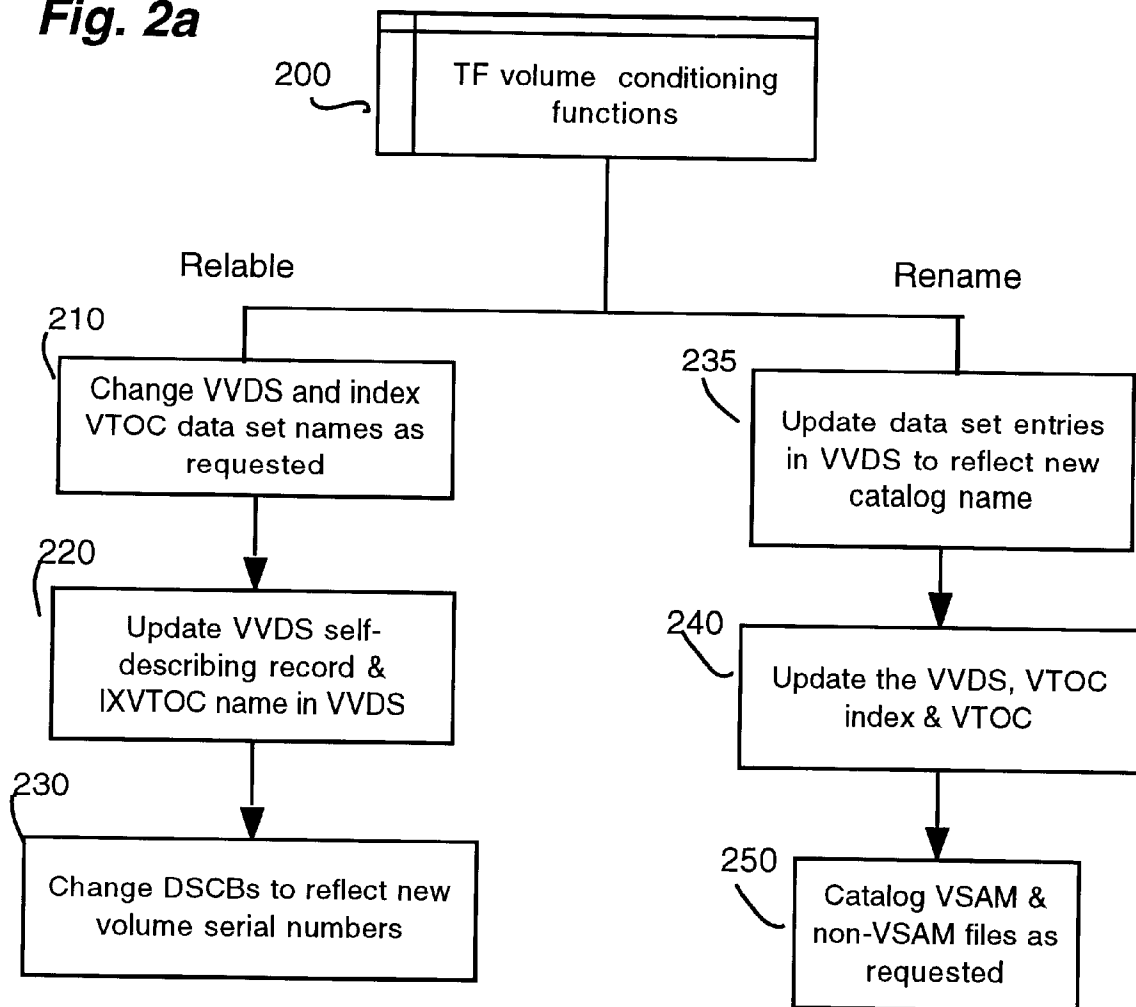 Fig. 2a
200
TF volume conditioning
functions
Relable
Rename
210
Change VVDS and index
VTOC data set names as
requested
220
Update VVDS self-
describing record &
IXVTOC name in VVDS
230
Change DSCBs to reflect new
volume serial numbers
235
Update data set entries
in VVDS to reflect new
catalog name
240
Update the VVDS, VTOC
index & VTOC
250
Catalog VSAM &
non-VSAM files as
requested